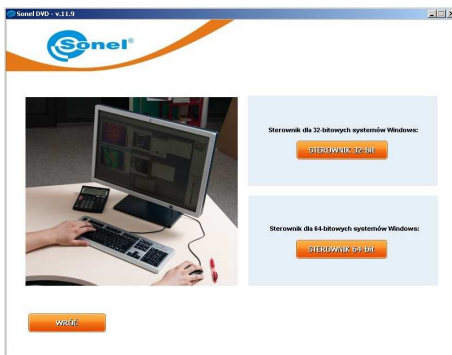 Sonel DVD - v.11.9
Sonel®
Sterownik dla 32-bitowych systemów Windows:
STEROWNIK 32-bit
Sterownik dla 64-bitowych systemów Windows:
STEROWNIK 64-bit
WRÓĆ